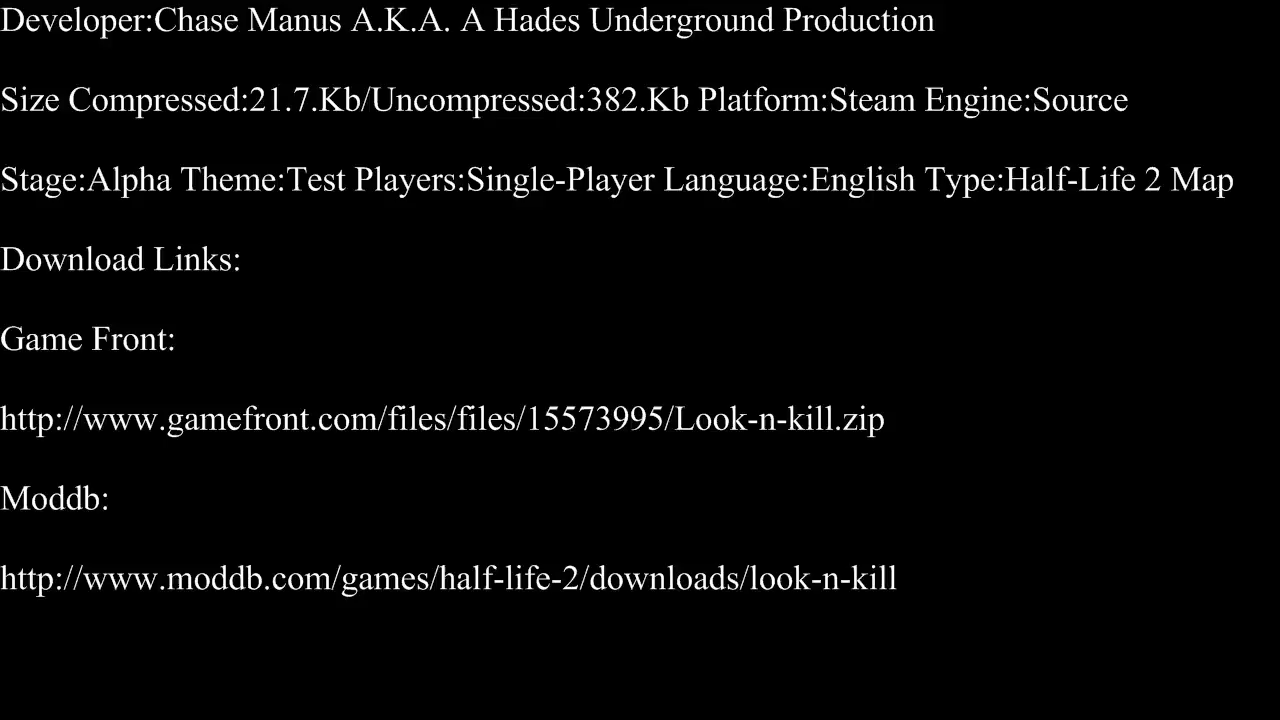 Developer:Chase Manus A.K.A. A Hades Underground Production
Size Compressed:21.7.Kb/Uncompressed:382.Kb Platform:Steam Engine:Source
Stage:Alpha Theme:Test Players:Single-Player Language:English Type:Half-Life 2 Map
Download Links:
Game Front:
http://www.gamefront.com/files/files/15573995/Look-n-kill.zip
Moddb:
http://www.moddb.com/games/half-life-2/downloads/look-n-kill